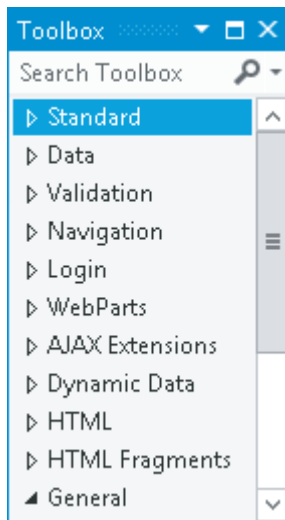 Toolbox
Search Toolbox
Standard
Data
Validation
Navigation
Login
WebParts
AJAX Extensions
Dynamic Data
HTML
HTML Fragments
General